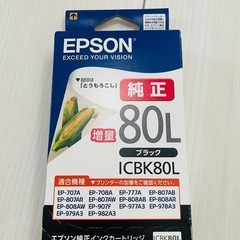 EPSON
EXCEED YOUR VISION
目印は
「とうもろこし」
純正
増量
80L
ブラック
ICBK80L
適合機種
プリンターの型番をご確認ください。
EP-707A EP-708A EP-777A EP-807AB
EP-807AR EP-807AW EP-808AB EP-808AR
EP-808AW EP-907F EP-977A3 EP-978A3
EP-979A3 EP-982A3
エプソン純正インクカートリッジ